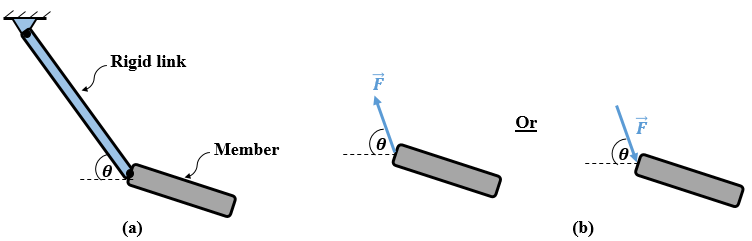 Rigid link
Member
θ
(a)
F⃗
θ
Or
F⃗
θ
(b)